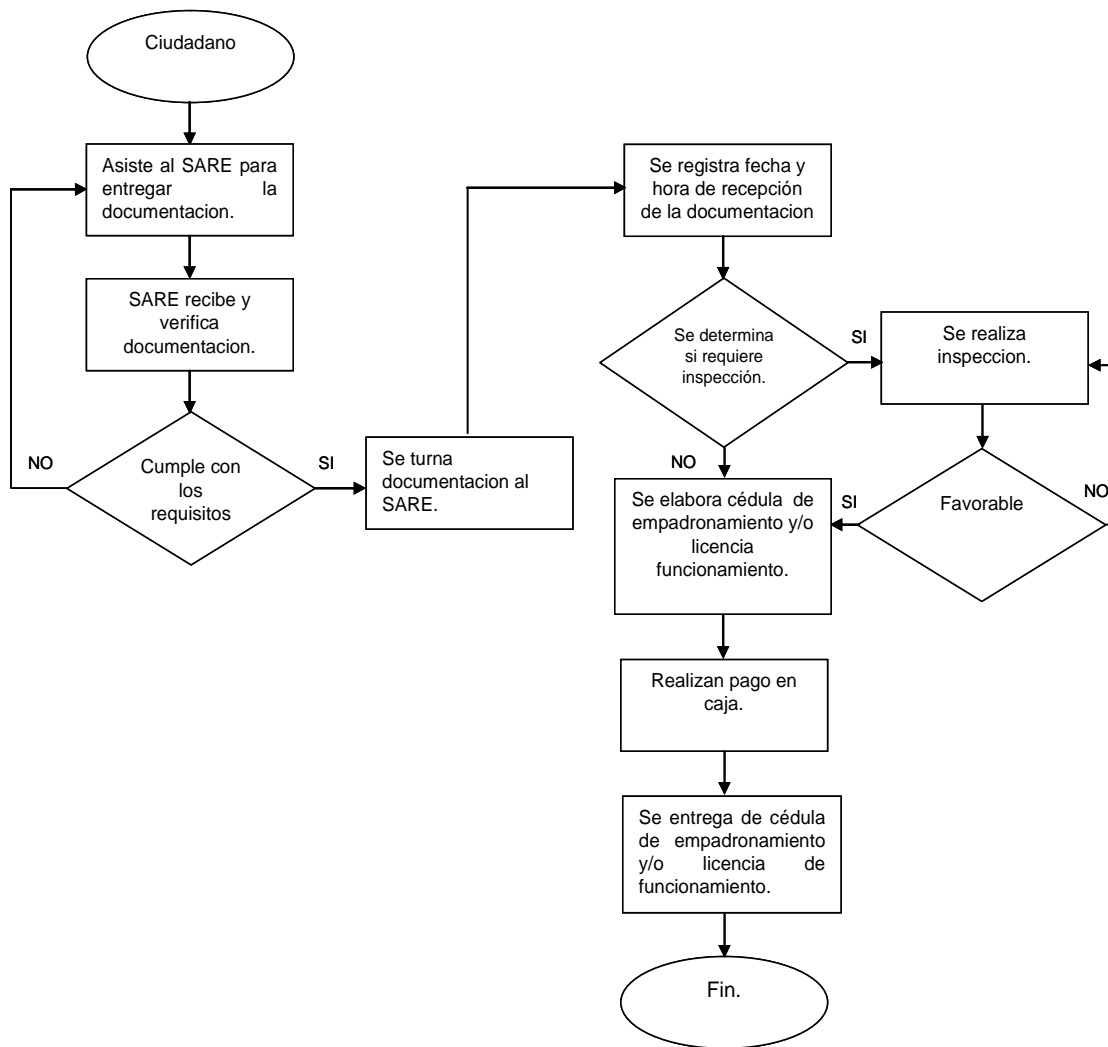 Ciudadano
Asiste al SARE para
entregar la
documentacion.
SARE recibe y
verifica
documentacion.
NO
Cumple con
los
requisitos
SI
Se turna
documentacion al
SARE.
Se registra fecha y
hora de recepción
de la documentacion
Se determina
si requiere
inspección.
SI
Se realiza
inspeccion.
NO
Favorable
SI
NO
Se elabora cédula de
empadronamiento y/o
licencia
funcionamiento.
Realizan pago en
caja.
Se entrega de cédula
de empadronamiento
y/o licencia de
funcionamiento.
Fin.